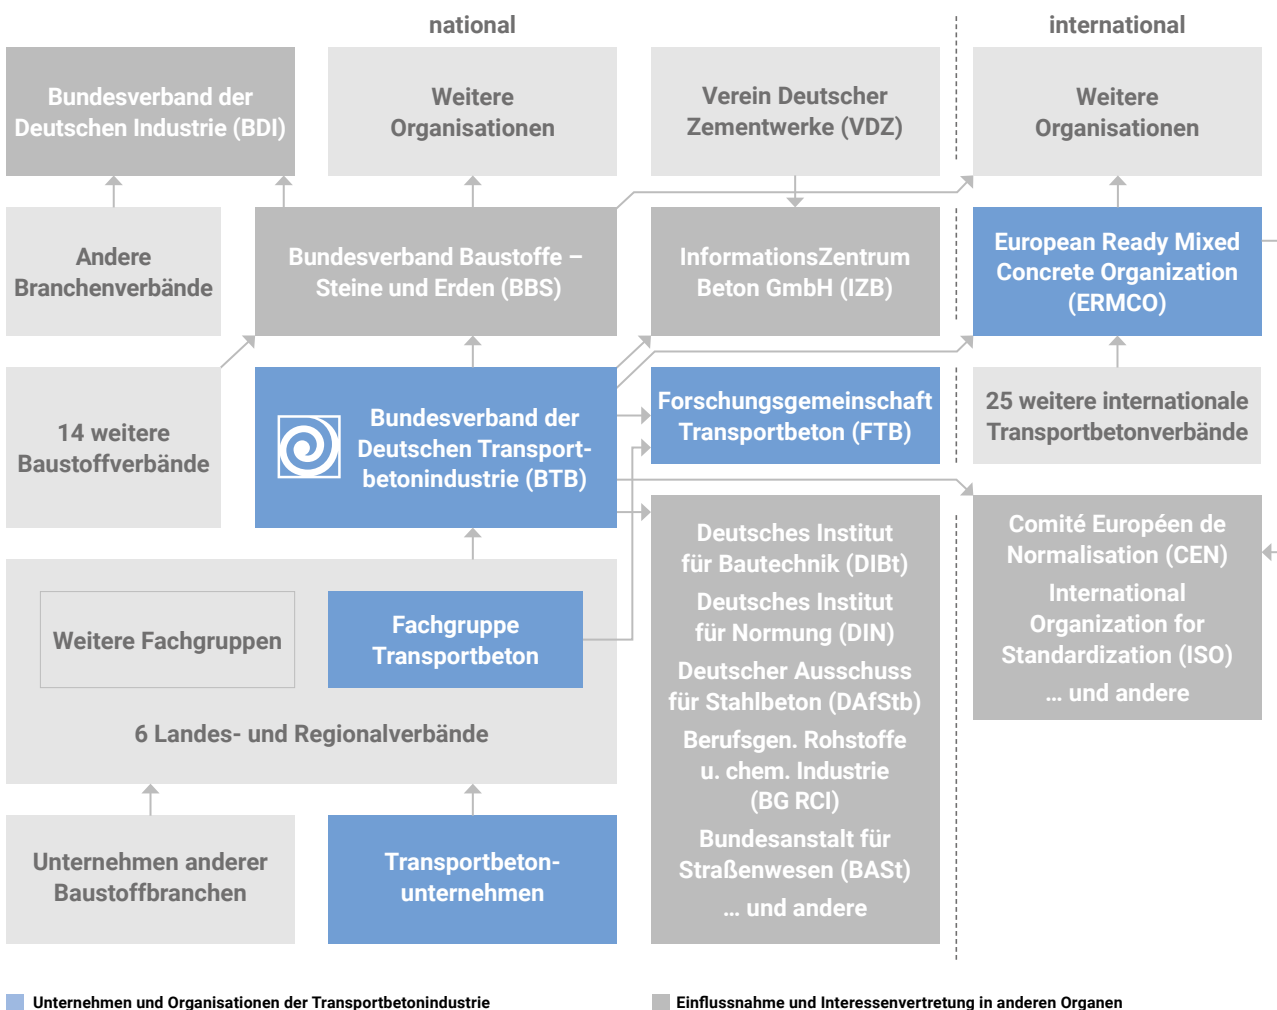 national
international
Bundesverband der
Deutschen Industrie (BDI)
Weitere
Organisationen
Verein Deutscher
Zementwerke (VDZ)
Weitere
Organisationen
Andere
Branchenverbände
Bundesverband Baustoffe –
Steine und Erden (BBS)
InformationsZentrum
Beton GmbH (IZB)
European Ready Mixed
Concrete Organization
(ERMCO)
14 weitere
Baustoffverbände
Bundesverband der
Deutschen Transport-
betonindustrie (BTB)
Forschungsgemeinschaft
Transportbeton (FTB)
25 weitere internationale
Transportbetonverbände
Weitere Fachgruppen
Fachgruppe
Transportbeton
6 Landes- und Regionalverbände
Deutsches Institut
für Bautechnik (DIBt)
Deutsches Institut
für Normung (DIN)
Deutscher Ausschuss
für Stahlbeton (DAfStb)
Berufsgen. Rohstoffe
u. chem. Industrie
(BG RCI)
Bundesanstalt für
Straßenwesen (BASt)
… und andere
Comité Européen de
Normalisation (CEN)
International
Organization for
Standardization (ISO)
… und andere
Unternehmen anderer
Baustoffbranchen
Transportbeton-
unternehmen
Unternehmen und Organisationen der Transportbetonindustrie
Einflussnahme und Interessenvertretung in anderen Organen